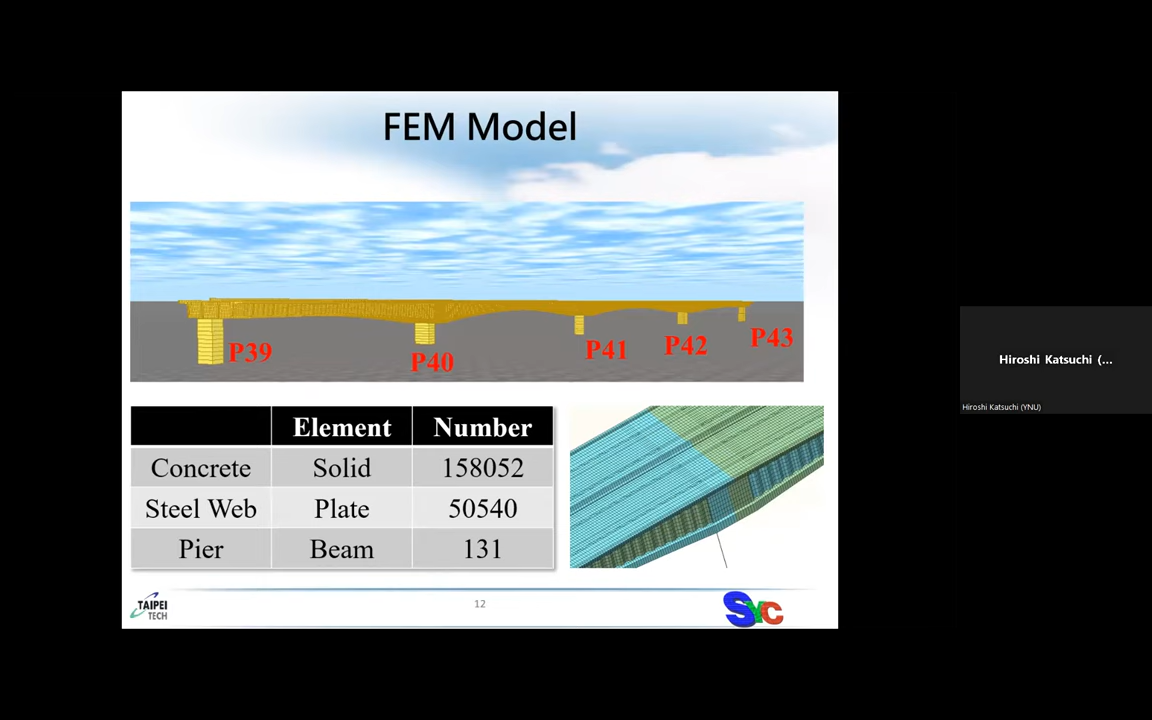 FEM Model
P39
P40
P41
P42
P43
Element Number
Concrete Solid 158052
Steel Web Plate 50540
Pier Beam 131
TAIPEI
TECH
12
SYC
Hiroshi Katsuchi (...
Hiroshi Katsuchi (YNU)